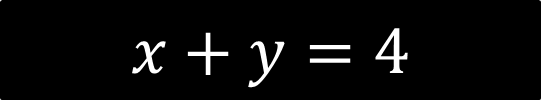 x + y = 4